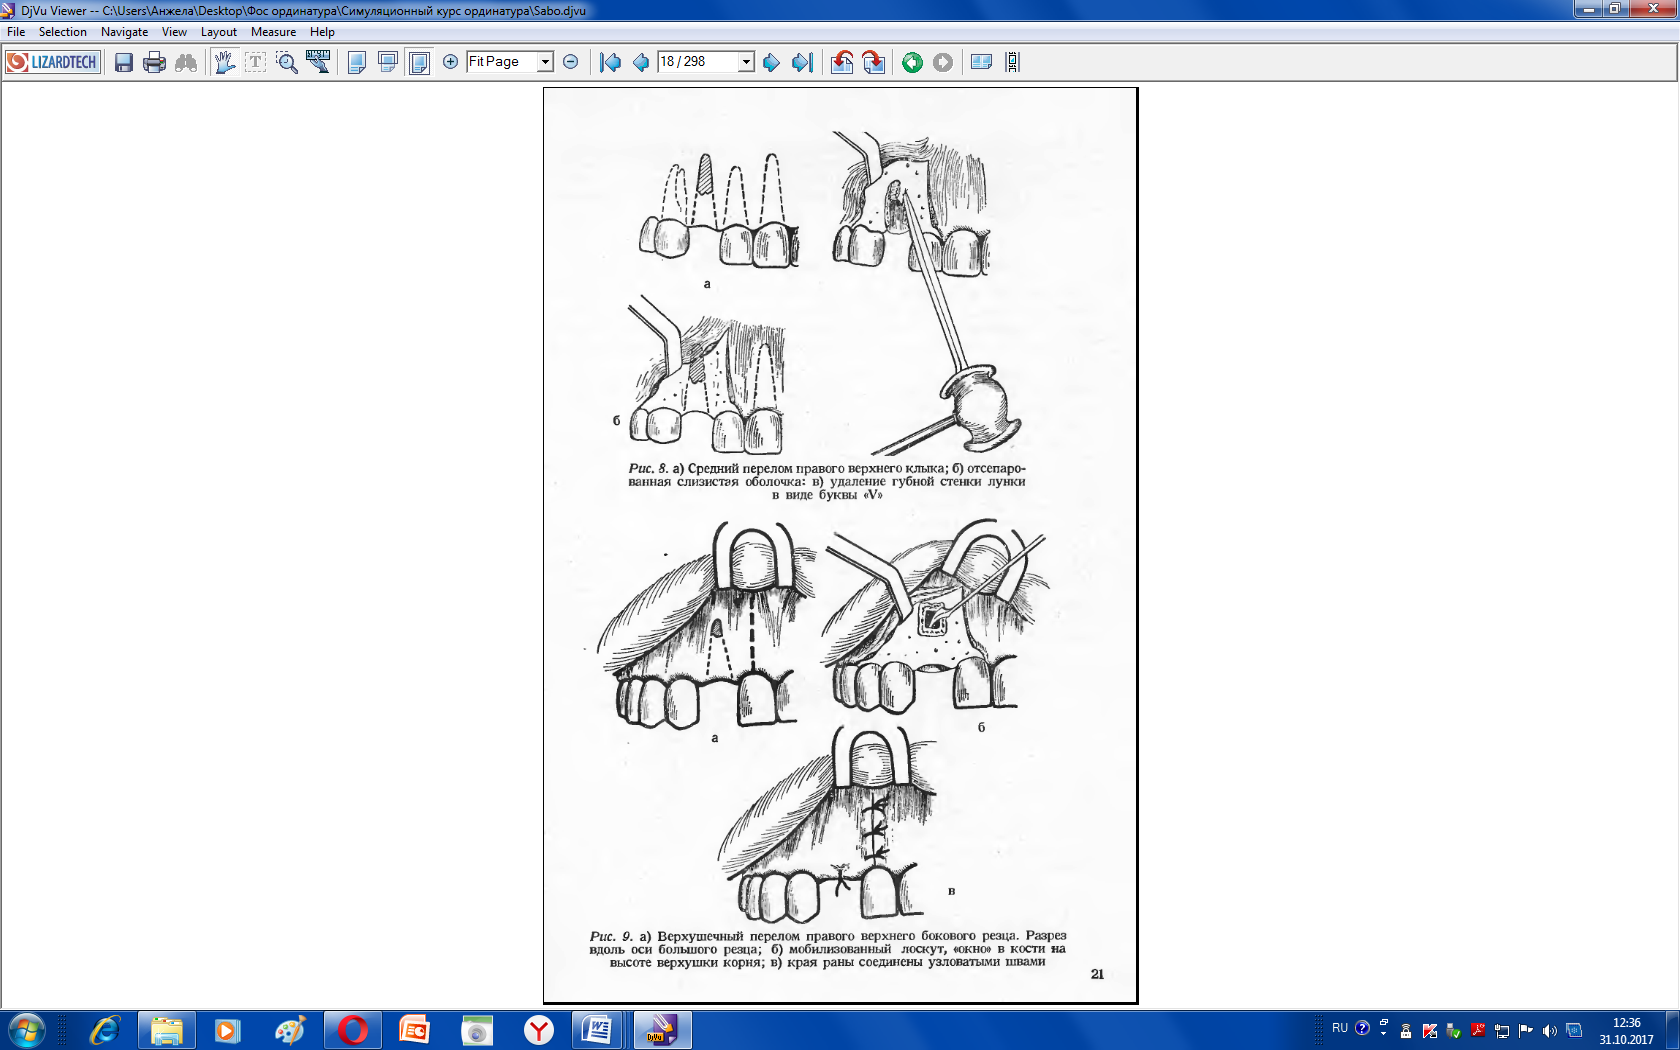 DjVu Viewer -- C:\Users\Анжела\Desktop\Фос ординатура\Симуляционный курс ординатура\Sabo.djvu
File Selection Navigate View Layout Measure Help
LIZARDTECH T Fit Page 18 / 298
а
б
Рис. 8. а) Средний перелом правого верхнего клыка; б) отсепаро-
ванная слизистая оболочка: в) удаление губной стенки лунки
в виде буквы «V»
а
б
в
Рис. 9. а) Верхушечный перелом правого верхнего бокового резца. Разрез
вдоль оси большого резца; б) мобилизованный лоскут, «окно» в кости на
высоте верхушки корня; в) края раны соединены узловатыми швами
21
RU
12:36
31.10.2017